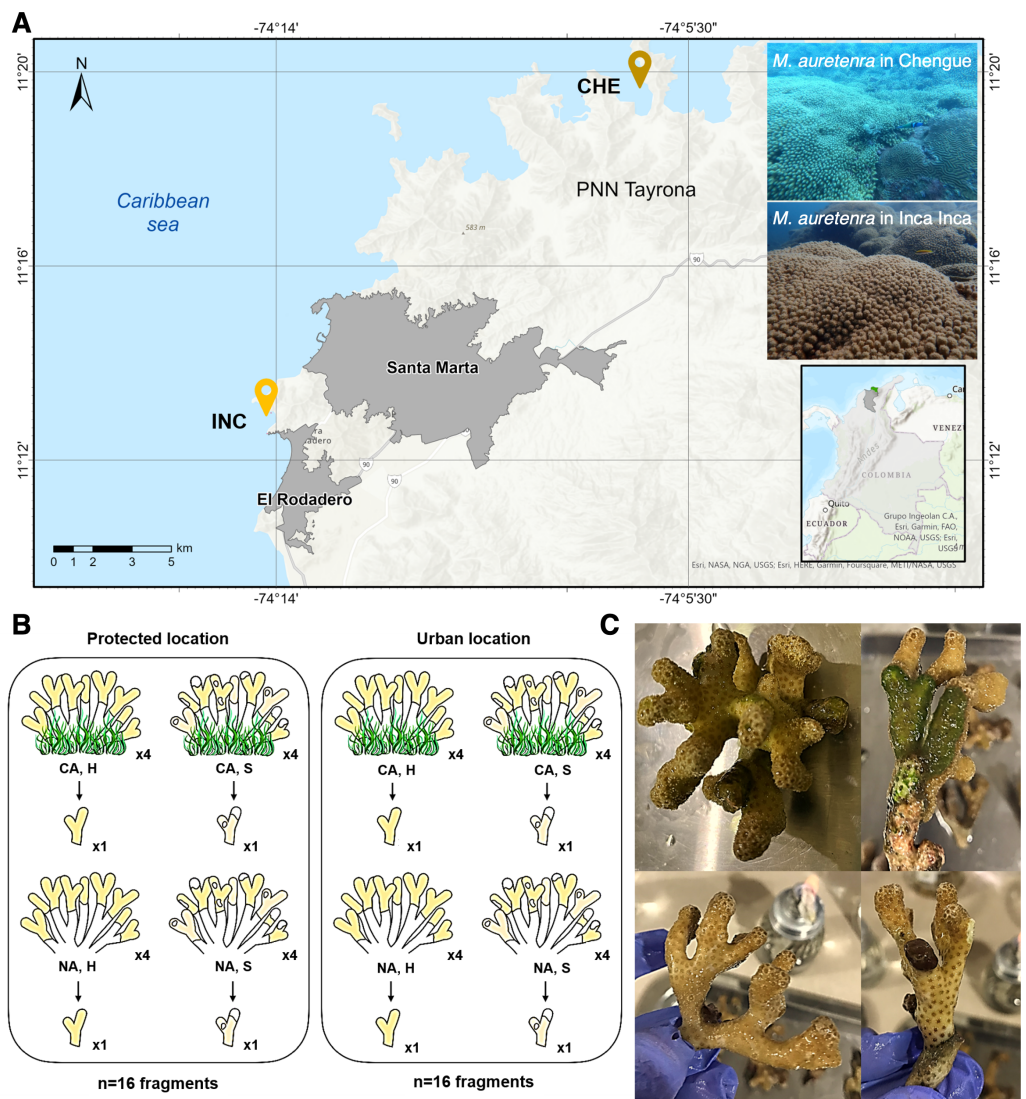 A
-74°14'
-74°5'30"
11°20'
11°20'
N
CHE
M. auretenra in Chengue
Caribbean
sea
PNN Tayrona
M. auretenra in Inca Inca
583 m
90
11°16'
11°16'
Santa Marta
INC
90
11°12'
11°12'
90
El Rodadero
VENEZ
Andes
COLOMBIA
Quito
ECUADOR
Grupo Ingeolan C.A.,
Esri, Garmin, FAO,
NOAA, USGS; Esri,
USGS
km
0 1 2 3 5
Esri, NASA, NGA, USGS; Esri, HERE, Garmin, Foursquare, METI/NASA, USGS
-74°14'
-74°5'30"
B
Protected location
Urban location
C
x4
x4
x4
x4
CA, H
CA, S
CA, H
CA, S
x1
x1
x1
x1
x4
x4
x4
x4
NA, H
NA, S
NA, H
NA, S
x1
x1
x1
x1
n=16 fragments
n=16 fragments